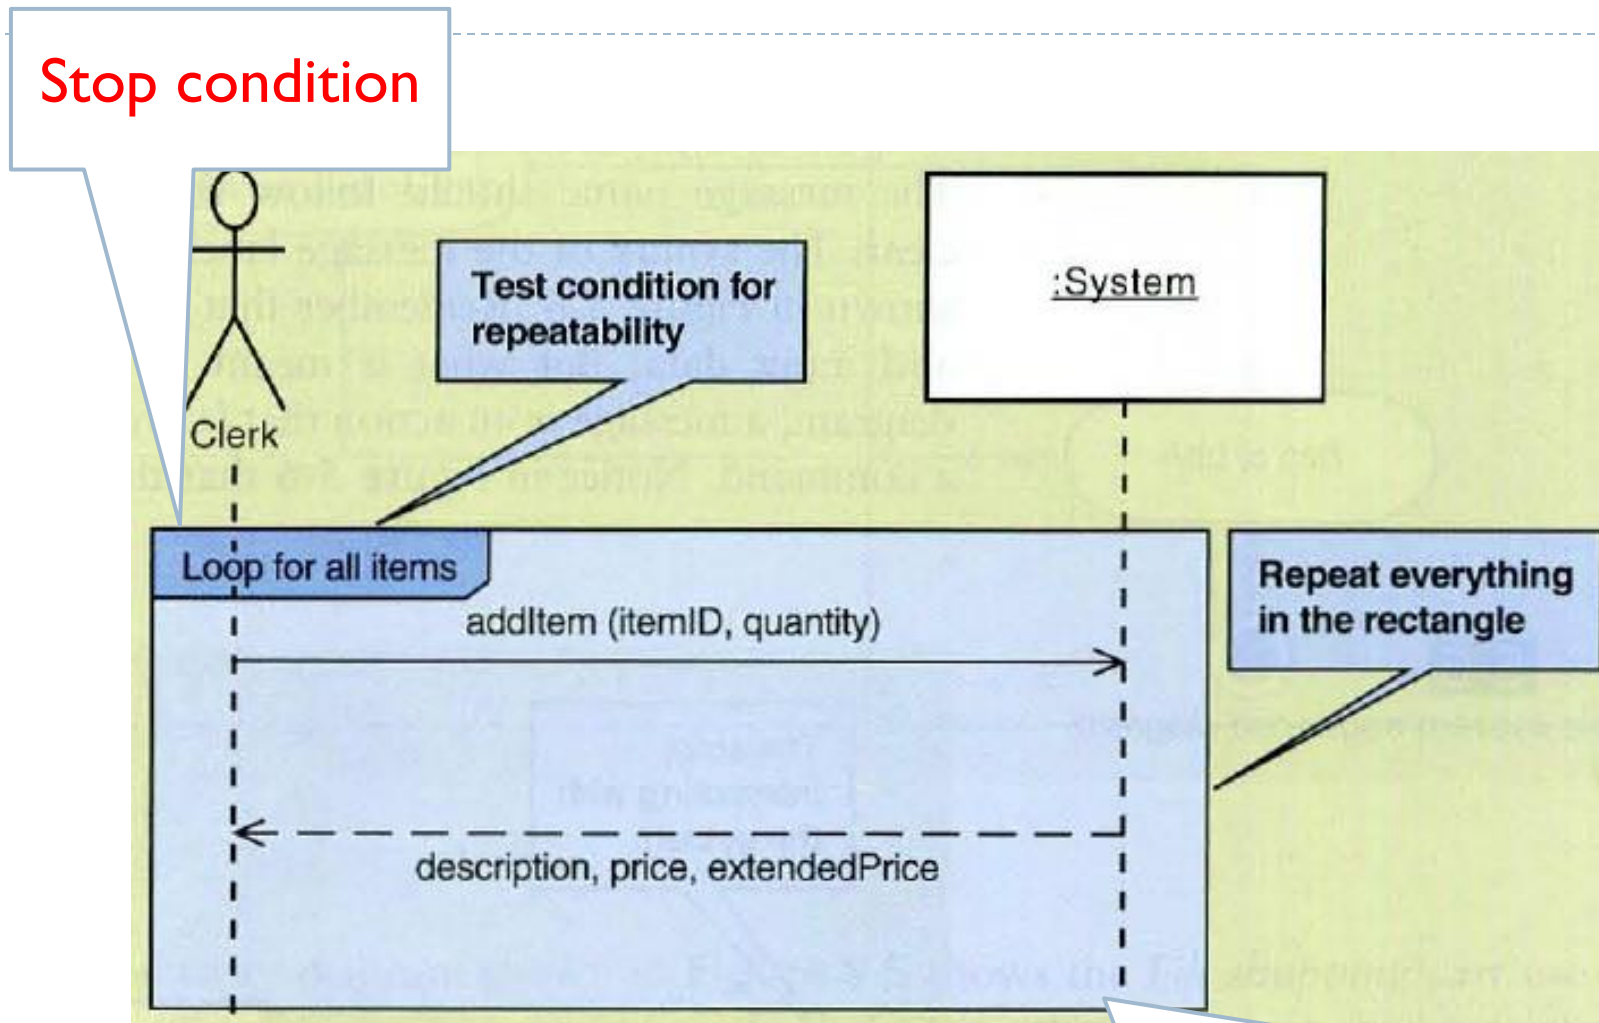 Stop condition
Test condition for
repeatability
:System
Clerk
Loop for all items
addItem (itemID, quantity)
Repeat everything
in the rectangle
description, price, extendedPrice